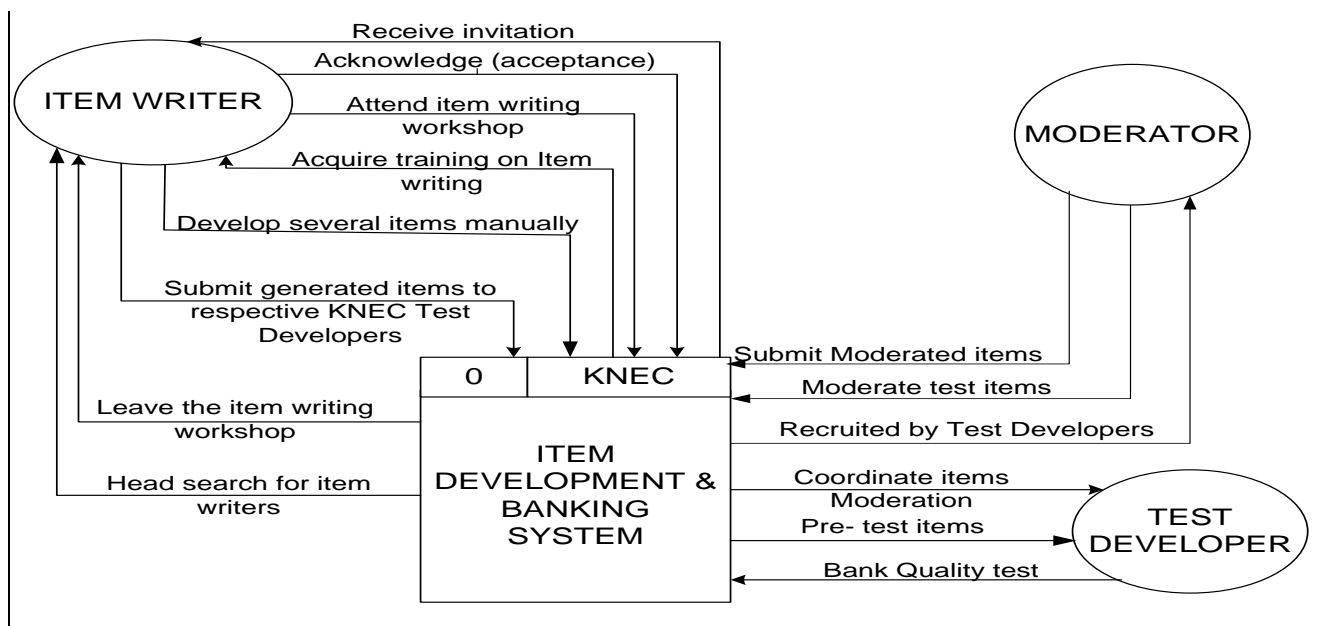 Receive invitation
Acknowledge (acceptance)
ITEM WRITER
Attend item writing
workshop
MODERATOR
Acquire training on Item
writing
Develop several items manually
Submit generated items to
respective KNEC Test
Developers
Submit Moderated items
0
KNEC
Moderate test items
Leave the item writing
workshop
Recruited by Test Developers
ITEM
DEVELOPMENT &
BANKING
SYSTEM
Head search for item
writers
Coordinate items
Moderation
Pre- test items
TEST
DEVELOPER
Bank Quality test